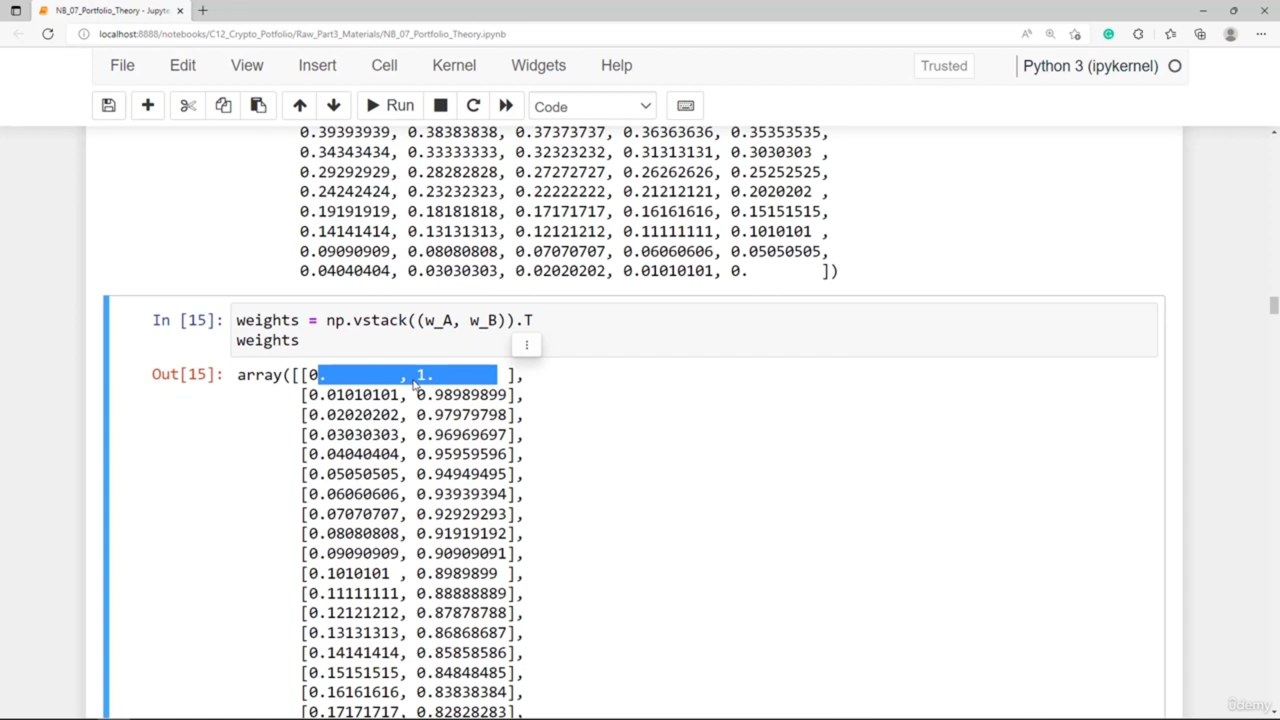 NB_07_Portfolio_Theory - Jupyte
localhost:8888/notebooks/C12_Crypto_Potfolio/Raw_Part3_Materials/NB_07_Portfolio_Theory.ipynb
File Edit View Insert Cell Kernel Widgets Help Trusted Python 3 (ipykernel)
Run Code
0.39393939, 0.38383838, 0.37373737, 0.36363636, 0.35353535,
0.34343434, 0.33333333, 0.32323232, 0.31313131, 0.3030303 ,
0.29292929, 0.28282828, 0.27272727, 0.26262626, 0.25252525,
0.24242424, 0.23232323, 0.22222222, 0.21212121, 0.2020202 ,
0.19191919, 0.18181818, 0.17171717, 0.16161616, 0.15151515,
0.14141414, 0.13131313, 0.12121212, 0.11111111, 0.1010101 ,
0.09090909, 0.08080808, 0.07070707, 0.06060606, 0.05050505,
0.04040404, 0.03030303, 0.02020202, 0.01010101, 0. ])
In [15]: weights = np.vstack((w_A, w_B)).T
weights
Out[15]: array([[0. , 1. ],
[0.01010101, 0.98989899],
[0.02020202, 0.97979798],
[0.03030303, 0.96969697],
[0.04040404, 0.95959596],
[0.05050505, 0.94949495],
[0.06060606, 0.93939394],
[0.07070707, 0.92929293],
[0.08080808, 0.91919192],
[0.09090909, 0.90909091],
[0.1010101 , 0.8989899 ],
[0.11111111, 0.88888889],
[0.12121212, 0.87878788],
[0.13131313, 0.86868687],
[0.14141414, 0.85858586],
[0.15151515, 0.84848485],
[0.16161616, 0.83838384],
[0.17171717, 0.82828283],
ûdemy